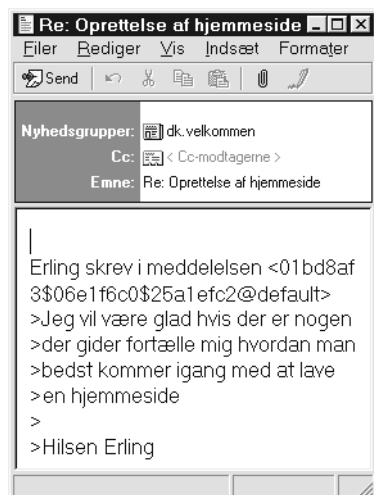 Re: Oprettelse af hjemmeside
Filer Rediger Vis Indsæt Formater
Send
Nyhedsgrupper: dk.velkommen
Cc: < Cc-modtagerne >
Emne: Re: Oprettelse af hjemmeside
Erling skrev i meddelelsen <01bd8af
3$06e1f6c0$25a1efc2@default>
>Jeg vil være glad hvis der er nogen
>der gider fortælle mig hvordan man
>bedst kommer igang med at lave
>en hjemmeside
>
>Hilsen Erling